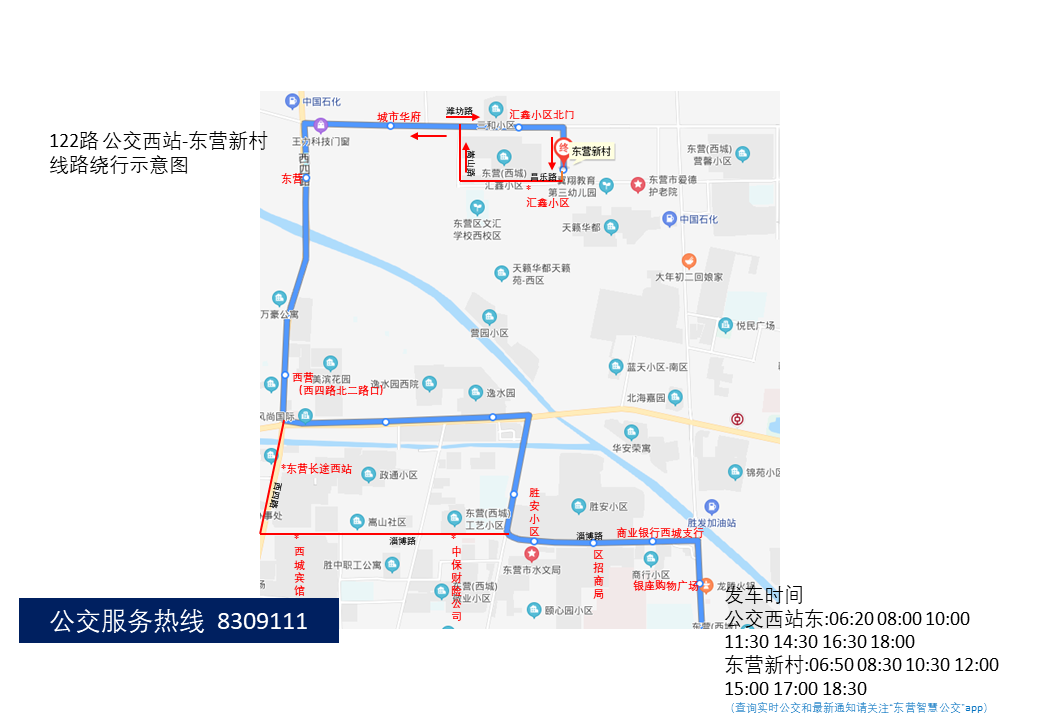 122路 公交西站-东营新村
线路绕行示意图
中国石化
城市华府
潍坊路
汇鑫小区北门
王力科技门窗
三和小区
终
东营新村
西四路
东营(西城)
汇鑫小区
昌乐路
东营
第三幼儿园
*
汇鑫小区
东营市爱德
护老院
东营(西城)
营馨小区
中国石化
东营区文汇
学校西校区
天籁华都
天籁华都天籁
苑-西区
大年初二回娘家
万豪公寓
营园小区
悦民广场
西营
(西四路北二路口)
美滨花园
逸水园西院
逸水园
蓝天小区-南区
北海嘉园
风尚国际
华安荣寓
*东营长途西站
政通小区
锦苑小区
西四路
办事处
嵩山社区
东营(西城)
工艺小区
胜安小区
胜安小区
胜发加油站
淄博路
淄博路
商业银行西城支行
*西城宾馆
胜中职工公寓
*中保财险公司
东营市水文局
区招商局
商行小区
银座购物广场
龙腾火锅
东营(西城)
颐心园小区
东营(西城)
公交服务热线 8309111
发车时间
公交西站东:06:20 08:00 10:00
11:30 14:30 16:30 18:00
东营新村:06:50 08:30 10:30 12:00
15:00 17:00 18:30
（查询实时公交和最新通知请关注“东营智慧公交”app）